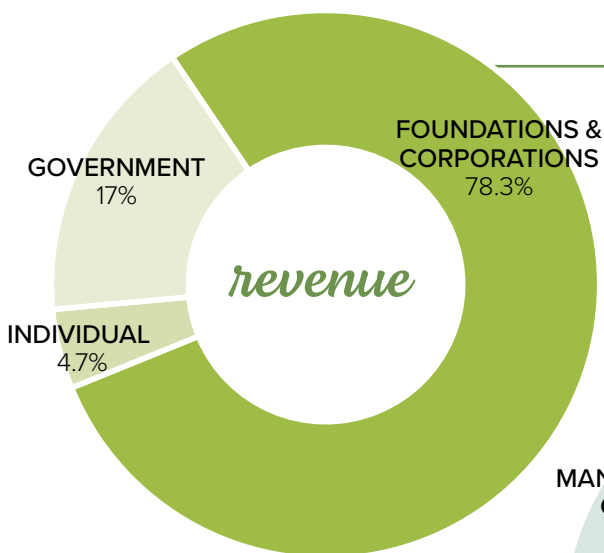 FOUNDATIONS &
CORPORATIONS
78.3%
GOVERNMENT
17%
revenue
INDIVIDUAL
4.7%